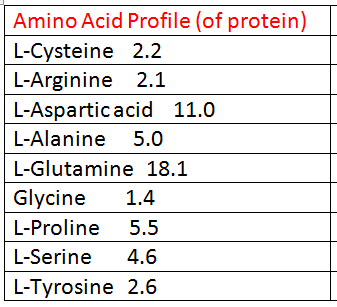 Amino Acid Profile (of protein)
L-Cysteine 2.2
L-Arginine 2.1
L-Aspartic acid 11.0
L-Alanine 5.0
L-Glutamine 18.1
Glycine 1.4
L-Proline 5.5
L-Serine 4.6
L-Tyrosine 2.6